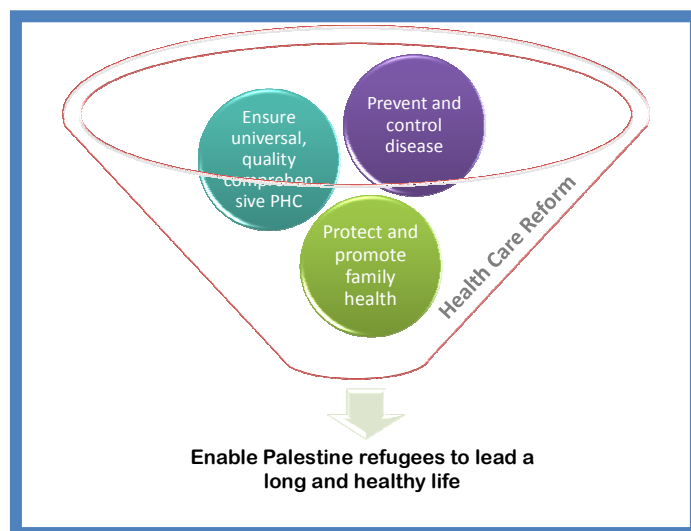 Ensure
universal,
quality
comprehen
sive PHC
Prevent and
control
disease
Protect and
promote
family
health
Health Care Reform
Enable Palestine refugees to lead a
long and healthy life